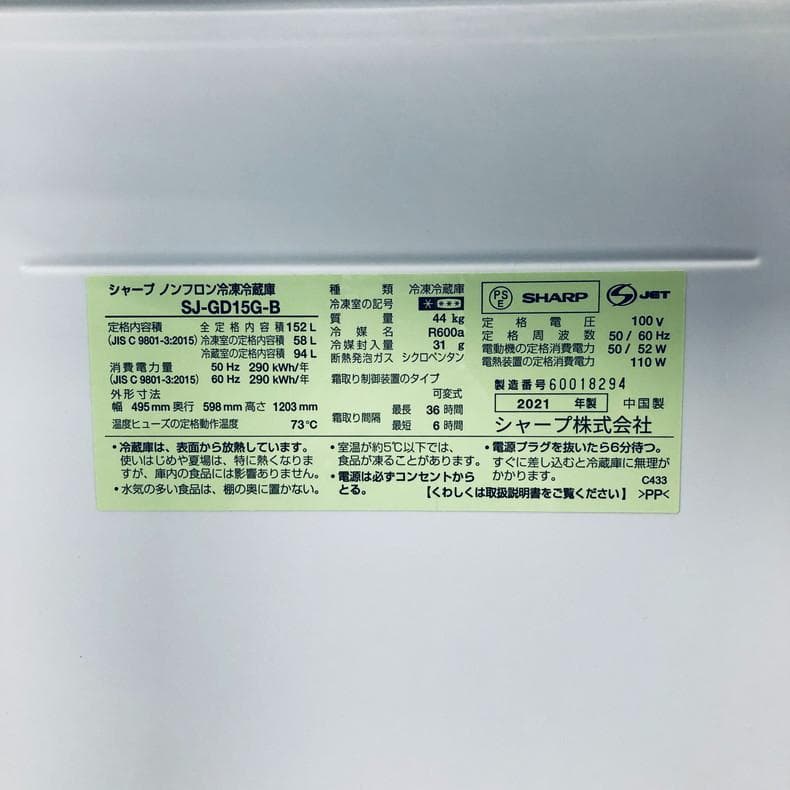 シャープ ノンフロン冷凍冷蔵庫
SJ-GD15G-B
定格内容積 全定格内容積 152 L
(JIS C 9801-3:2015) 冷凍室の定格内容積 58 L
冷蔵室の定格内容積 94 L
消費電力量 50 Hz 290 kWh/年
(JIS C 9801-3:2015) 60 Hz 290 kWh/年
外形寸法
幅 495 mm 奥行 598 mm 高さ 1203 mm
温度ヒューズの定格動作温度 73℃
種類 冷凍冷蔵庫
冷凍室の記号 * ***
質量 44 kg
冷媒名 R600a
冷媒封入量 31 g
断熱発泡ガス シクロペンタン
霜取り制御装置のタイプ
可変式
霜取り間隔 最長 36 時間
最短 6 時間
PS E SHARP JET
定格電圧 100 V
定格周波数 50 / 60 Hz
電動機の定格消費電力 50 / 52 W
電熱装置の定格消費電力 110 W
製造番号 60018294
2021 年製 中国製
シャープ株式会社
・冷蔵庫は、表面から放熱しています。
使いはじめや夏場は、特に熱くなりま
すが、庫内の食品には影響ありません。
・水気の多い食品は、棚の奥に置かない。
・室温が約5℃以下では、
食品が凍ることがあります。
・電源は必ずコンセントから
とる。
・電源プラグを抜いたら6分待つ。
すぐに差し込むと冷蔵庫に無理が
かかります。
C433
【くわしくは取扱説明書をご覧ください】 >PP<